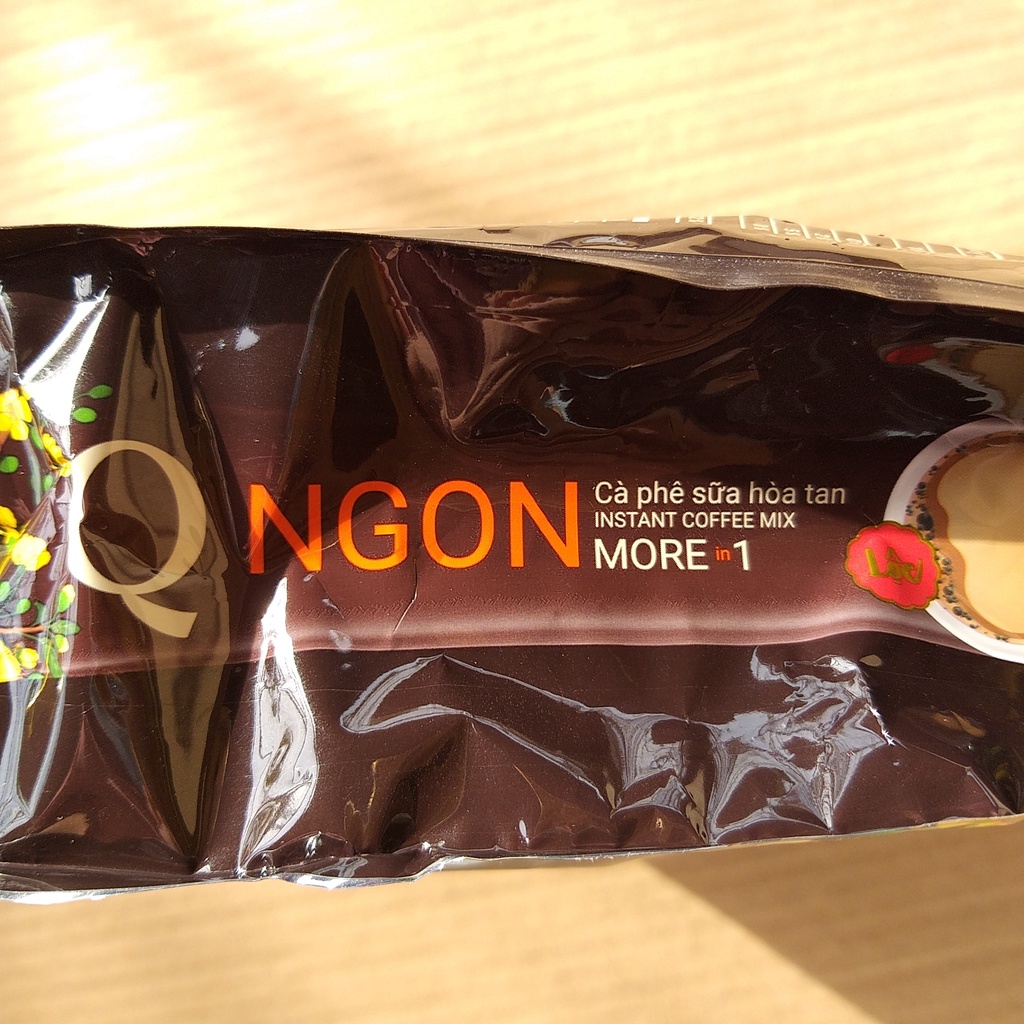 Q NGON
Cà phê sữa hòa tan
INSTANT COFFEE MIX
MORE in 1